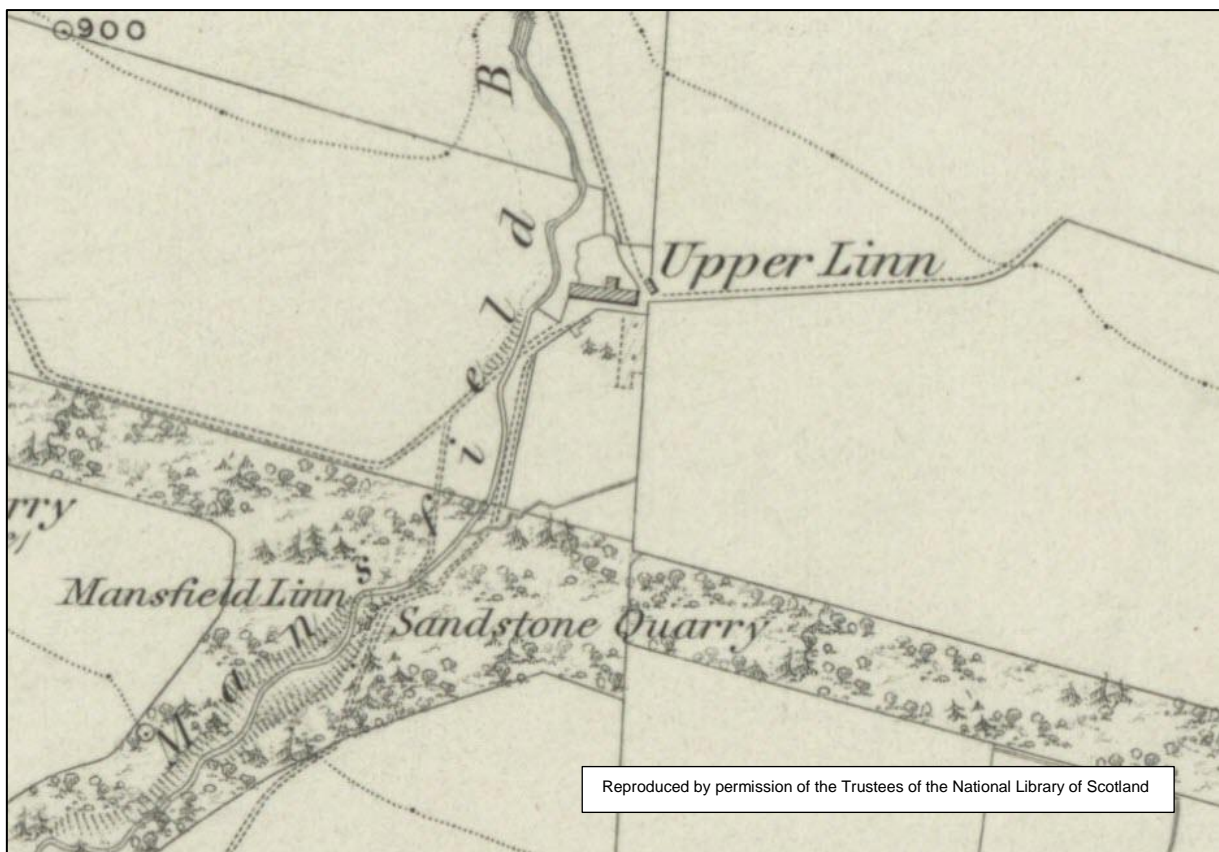 900
Upper Linn
Mansfield B
rry
Mansfield Linn
Sandstone Quarry
Reproduced by permission of the Trustees of the National Library of Scotland